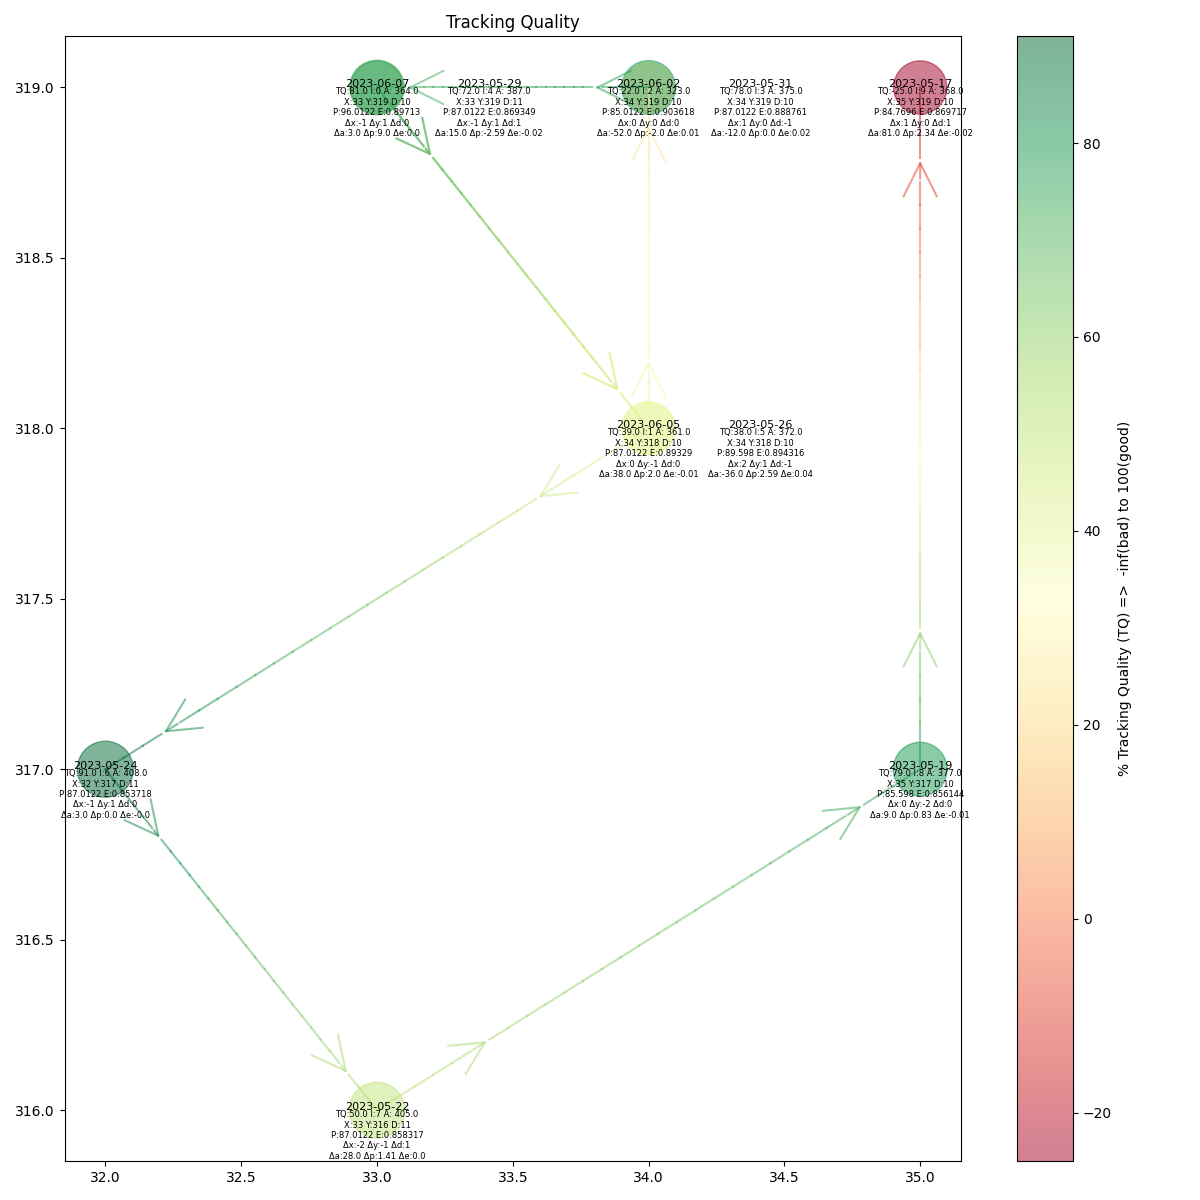 Tracking Quality
319.0
318.5
318.0
317.5
317.0
316.5
316.0
2023-06-07
TQ:81.0 I:0 A: 364.0
X:33 Y:319 D:10
P:96.0122 E:0.89713
Δx:-1 Δy:1 Δd:0
Δa:3.0 Δp:9.0 Δe:0.0
2023-05-29
TQ:72.0 I:4 A: 387.0
X:33 Y:319 D:11
P:87.0122 E:0.869349
Δx:-1 Δy:1 Δd:1
Δa:15.0 Δp:-2.59 Δe:-0.02
2023-06-02
TQ:22.0 I:2 A: 323.0
X:34 Y:319 D:10
P:85.0122 E:0.903618
Δx:0 Δy:0 Δd:0
Δa:-52.0 Δp:-2.0 Δe:0.01
2023-05-31
TQ:78.0 I:3 A: 375.0
X:34 Y:319 D:10
P:87.0122 E:0.888761
Δx:1 Δy:0 Δd:-1
Δa:-12.0 Δp:0.0 Δe:0.02
2023-05-17
TQ:-25.0 I:9 A: 368.0
X:35 Y:319 D:10
P:84.7696 E:0.869717
Δx:1 Δy:0 Δd:1
Δa:81.0 Δp:2.34 Δe:-0.02
2023-06-05
TQ:39.0 I:1 A: 361.0
X:34 Y:318 D:10
P:87.0122 E:0.89329
Δx:0 Δy:-1 Δd:0
Δa:38.0 Δp:2.0 Δe:-0.01
2023-05-26
TQ:38.0 I:5 A: 372.0
X:34 Y:318 D:10
P:89.598 E:0.894316
Δx:2 Δy:1 Δd:-1
Δa:-36.0 Δp:2.59 Δe:0.04
2023-05-24
TQ:91.0 I:6 A: 408.0
X:32 Y:317 D:11
P:87.0122 E:0.853718
Δx:-1 Δy:1 Δd:0
Δa:3.0 Δp:0.0 Δe:-0.0
2023-05-19
TQ:79.0 I:8 A: 377.0
X:35 Y:317 D:10
P:85.598 E:0.856144
Δx:0 Δy:-2 Δd:0
Δa:9.0 Δp:0.83 Δe:-0.01
2023-05-22
TQ:50.0 I:7 A: 405.0
X:33 Y:316 D:11
P:87.0122 E:0.858317
Δx:-2 Δy:-1 Δd:1
Δa:28.0 Δp:1.41 Δe:0.0
32.0 32.5 33.0 33.5 34.0 34.5 35.0
80
60
40
20
0
−20
% Tracking Quality (TQ) => -inf(bad) to 100(good)